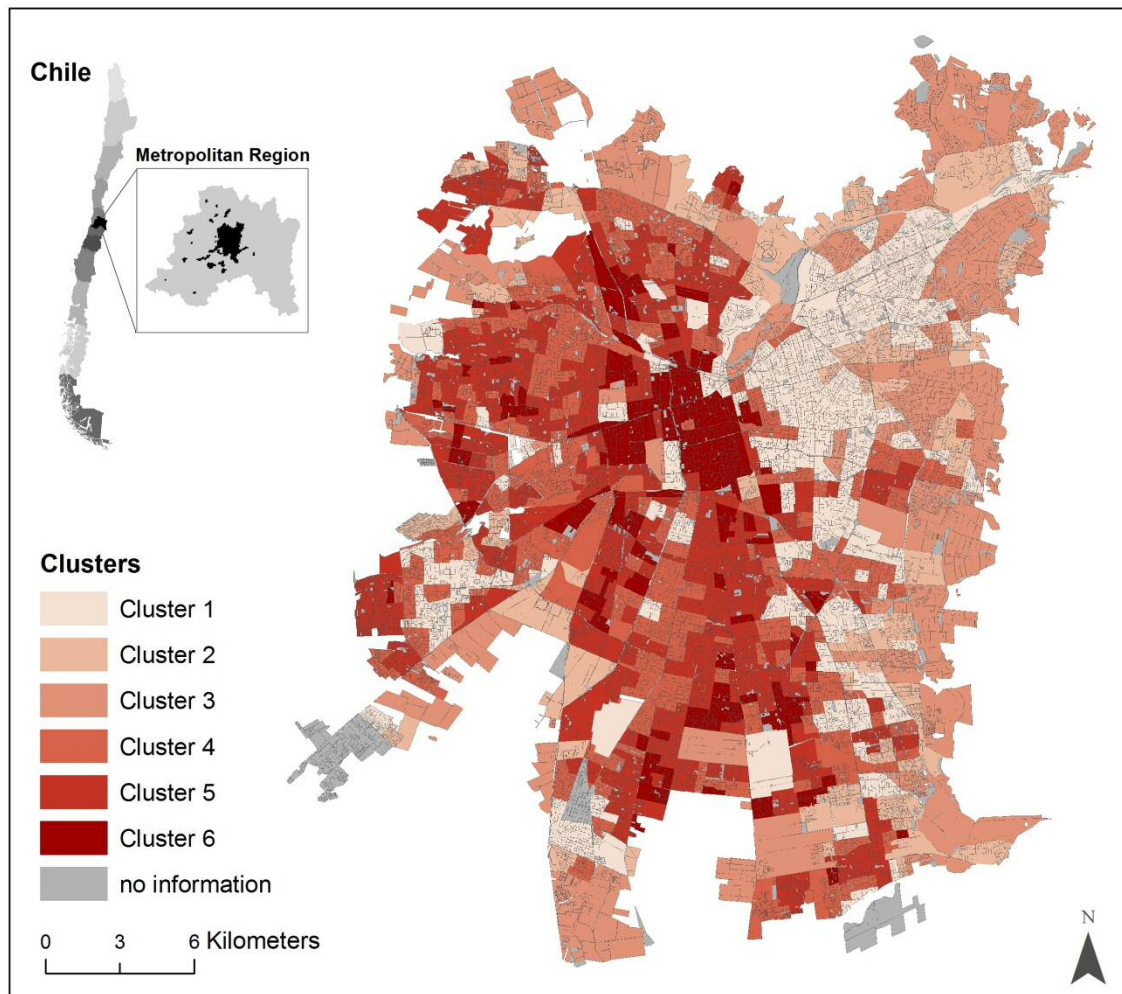 Chile
Metropolitan Region
Clusters
Cluster 1
Cluster 2
Cluster 3
Cluster 4
Cluster 5
Cluster 6
no information
0 3 6 Kilometers
N